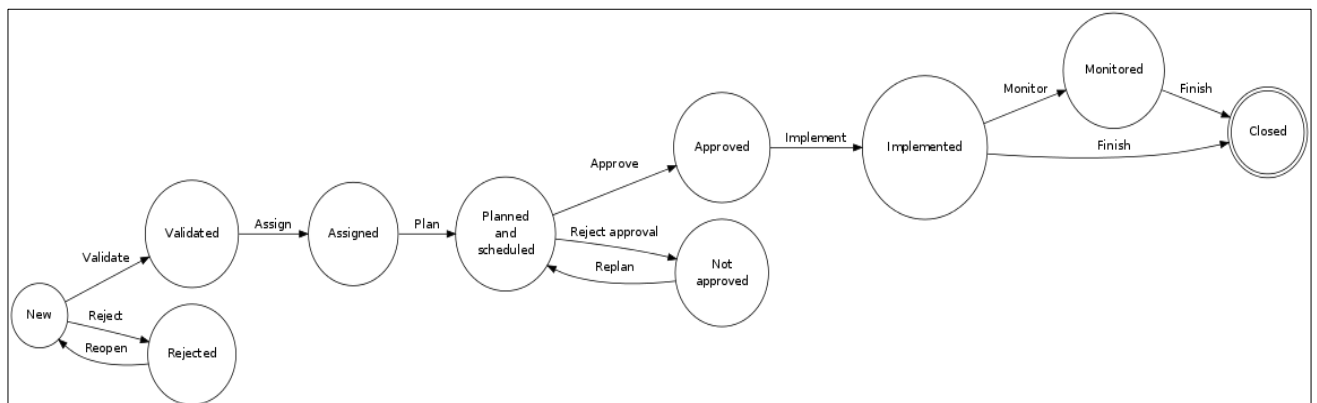 Monitored
Monitor
Finish
Closed
Approved
Implement
Implemented
Finish
Approve
Validated
Assign
Assigned
Plan
Planned
and
scheduled
Reject approval
Replan
Not
approved
Validate
New
Reject
Reopen
Rejected